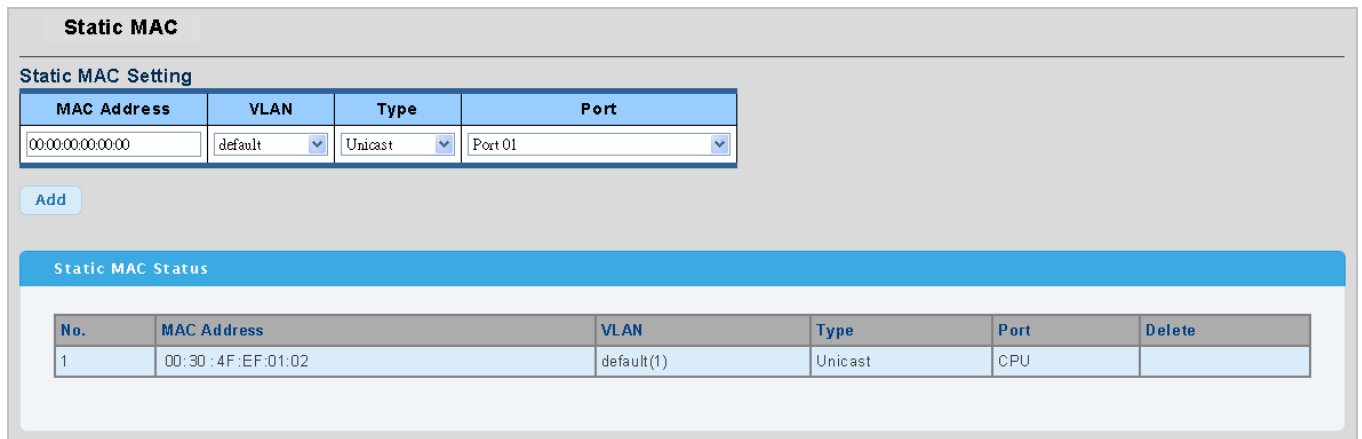 Static MAC
Static MAC Setting
MAC Address VLAN Type Port
00:00:00:00:00:00 default Unicast Port 01
Add
Static MAC Status
No. MAC Address VLAN Type Port Delete
1 00:30:4F:EF:01:02 default(1) Unicast CPU